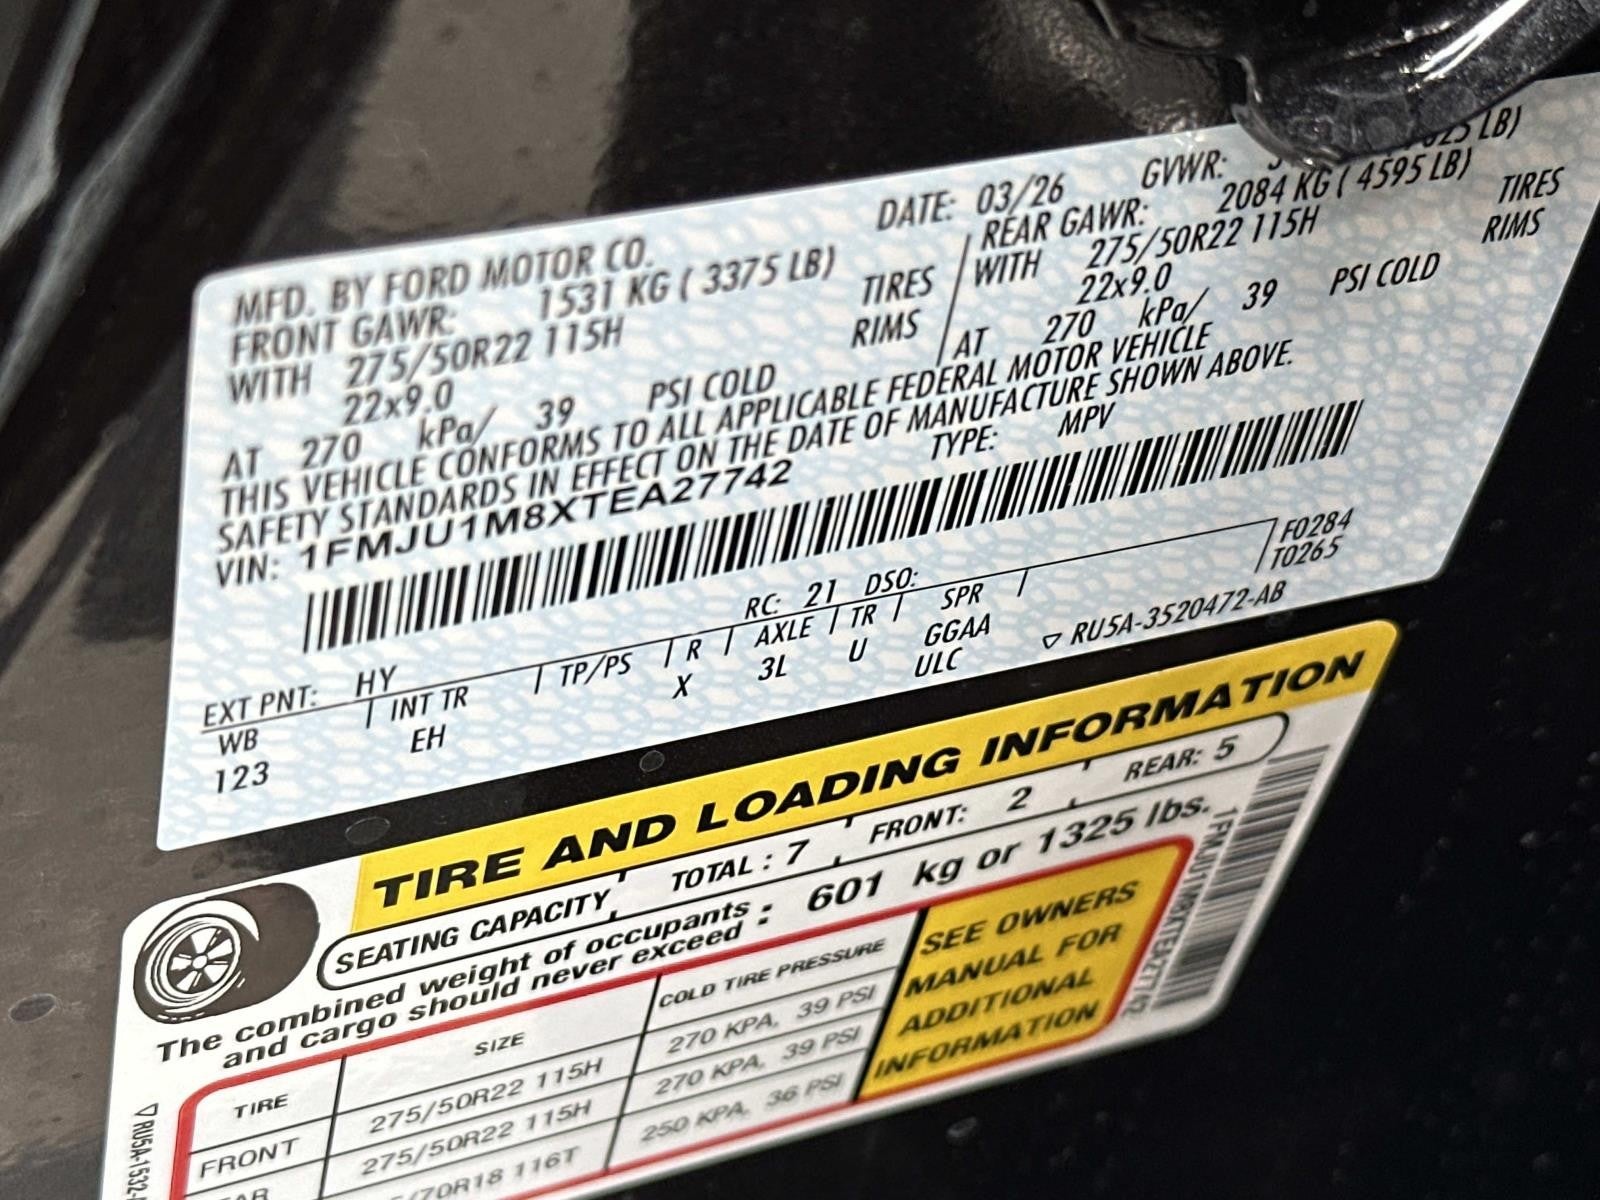 MFD. BY FORD MOTOR CO. DATE: 03/26 GVWR:
FRONT GAWR: 1531 KG ( 3375 LB) REAR GAWR: 2084 KG ( 4595 LB)
WITH 275/50R22 115H TIRES WITH 275/50R22 115H TIRES
22x9.0 RIMS 22x9.0 RIMS
AT 270 kPa/ 39 PSI COLD AT 270 kPa/ 39 PSI COLD
THIS VEHICLE CONFORMS TO ALL APPLICABLE FEDERAL MOTOR VEHICLE
SAFETY STANDARDS IN EFFECT ON THE DATE OF MANUFACTURE SHOWN ABOVE.
VIN: 1FMJU1M8XTEA27742 TYPE: MPV
F0284
T0265
EXT PNT: HY RC: 21 DSO:
WB INT TR TP/PS R AXLE TR SPR
123 EH X 3L U GGAA
ULC
RU5A-3520472-AB
TIRE AND LOADING INFORMATION
SEATING CAPACITY TOTAL : 7 FRONT: 2 REAR: 5
The combined weight of occupants
and cargo should never exceed : 601 kg or 1325 lbs.
TIRE SIZE COLD TIRE PRESSURE
FRONT 275/50R22 115H 270 KPA, 39 PSI
275/50R22 115H 270 KPA, 39 PSI
116T 250 KPA, 36 PSI
SEE OWNERS
MANUAL FOR
ADDITIONAL
INFORMATION
1FMJU1M8XTEA27742